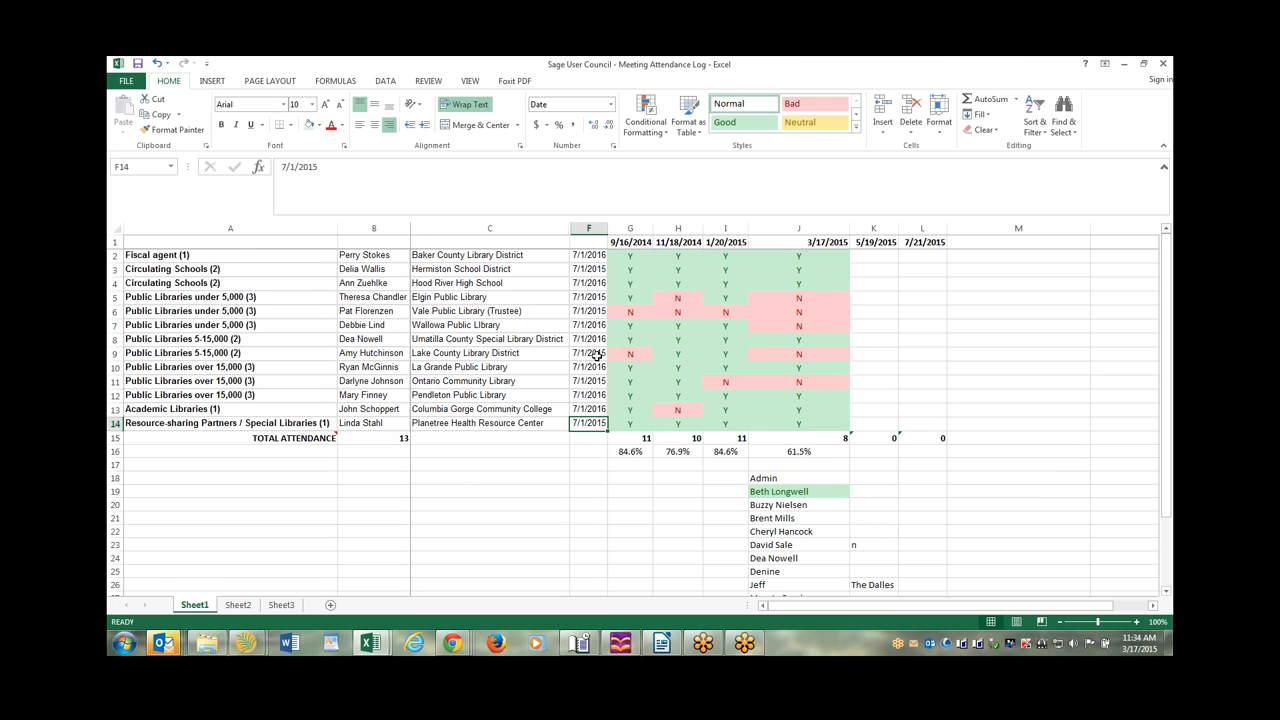 Sage User Council - Meeting Attendance Log - Excel
Sign in
FILE HOME INSERT PAGE LAYOUT FORMULAS DATA REVIEW VIEW Foxit PDF
Cut
Copy
Format Painter
Paste
Clipboard
Arial 10
B I U
Font
Wrap Text
Merge & Center
Alignment
Date
$ % ,
Number
Conditional Formatting
Format as Table
Normal Bad
Good Neutral
Styles
Insert Delete Format
Cells
AutoSum
Fill
Clear
Sort & Filter
Find & Select
Editing
F14 fx 7/1/2015
A B C F G H I J K L M
1 9/16/2014 11/18/2014 1/20/2015 3/17/2015 5/19/2015 7/21/2015
2 Fiscal agent (1) Perry Stokes Baker County Library District 7/1/2016 Y Y Y Y
3 Circulating Schools (2) Delia Wallis Hermiston School District 7/1/2015 Y Y Y Y
4 Circulating Schools (2) Ann Zuehlke Hood River High School 7/1/2016 Y Y Y Y
5 Public Libraries under 5,000 (3) Theresa Chandler Elgin Public Library 7/1/2015 Y N Y N
6 Public Libraries under 5,000 (3) Pat Florenzen Vale Public Library (Trustee) 7/1/2015 N N N N
7 Public Libraries under 5,000 (3) Debbie Lind Wallowa Public LIbrary 7/1/2016 Y Y Y N
8 Public Libraries 5-15,000 (2) Dea Nowell Umatilla County Special Library District 7/1/2016 Y Y Y Y
9 Public Libraries 5-15,000 (2) Amy Hutchinson Lake County Library District 7/1/2015 N Y Y N
10 Public Libraries over 15,000 (3) Ryan McGinnis La Grande Public Library 7/1/2016 Y Y Y Y
11 Public Libraries over 15,000 (3) Darlyne Johnson Ontario Community Library 7/1/2015 Y Y N N
12 Public Libraries over 15,000 (3) Mary Finney Pendleton Public Library 7/1/2016 Y Y Y Y
13 Academic Libraries (1) John Schoppert Columbia Gorge Community College 7/1/2016 Y N Y Y
14 Resource-sharing Partners / Special Libraries (1) Linda Stahl Planetree Health Resource Center 7/1/2015 Y Y Y Y
15 TOTAL ATTENDANCE 13 11 10 11 8 0 0
16 84.6% 76.9% 84.6% 61.5%
17
18 Admin
19 Beth Longwell
20 Buzzy Nielsen
21 Brent Mills
22 Cheryl Hancock
23 David Sale n
24 Dea Nowell
25 Denine
26 Jeff The Dalles
Sheet1 Sheet2 Sheet3
READY 100%
11:34 AM
3/17/2015